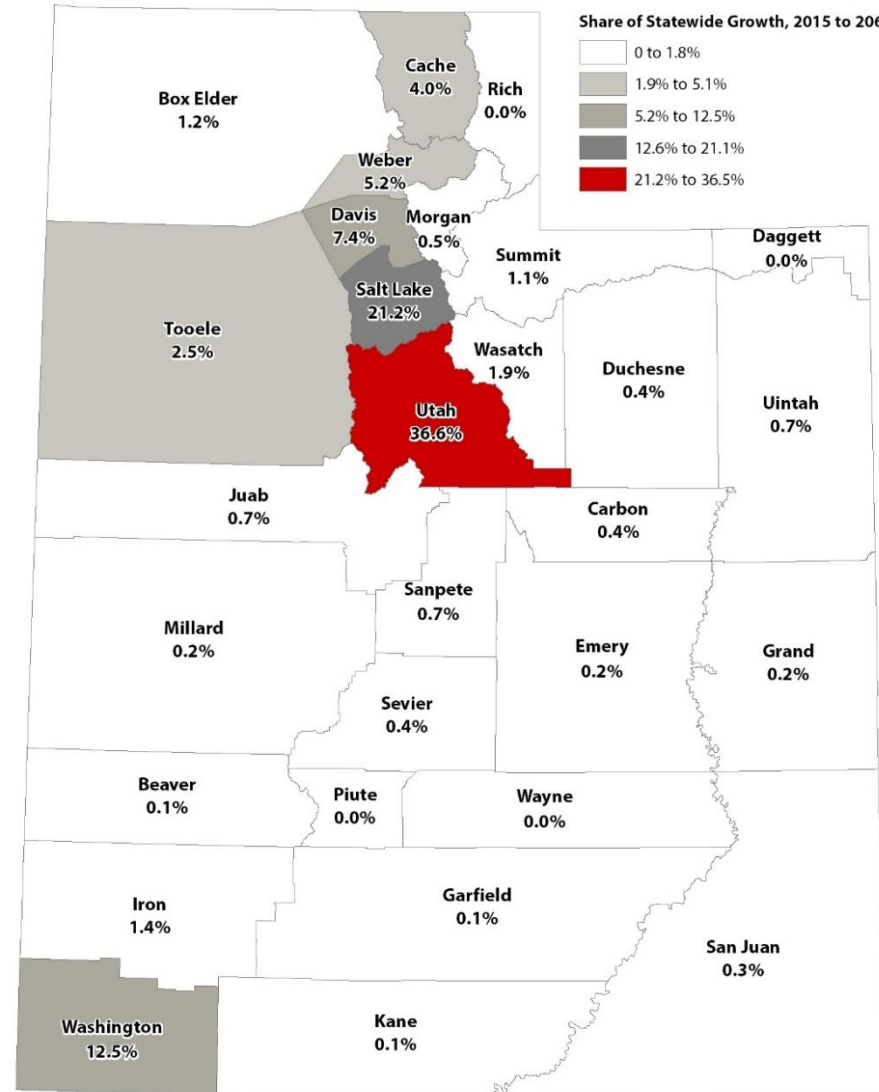 Share of Statewide Growth, 2015 to 206
0 to 1.8%
1.9% to 5.1%
5.2% to 12.5%
12.6% to 21.1%
21.2% to 36.5%
Cache
4.0%
Rich
0.0%
Box Elder
1.2%
Weber
5.2%
Davis
7.4%
Morgan
0.5%
Daggett
0.0%
Summit
1.1%
Salt Lake
21.2%
Tooele
2.5%
Wasatch
1.9%
Duchesne
0.4%
Uintah
0.7%
Utah
36.6%
Juab
0.7%
Carbon
0.4%
Sanpete
0.7%
Millard
0.2%
Emery
0.2%
Grand
0.2%
Sevier
0.4%
Beaver
0.1%
Piute
0.0%
Wayne
0.0%
Garfield
0.1%
Iron
1.4%
San Juan
0.3%
Washington
12.5%
Kane
0.1%